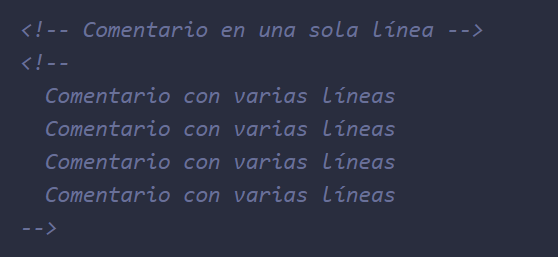 <!-- Comentario en una sola línea -->
<!--
  Comentario con varias líneas
  Comentario con varias líneas
  Comentario con varias líneas
  Comentario con varias líneas
-->